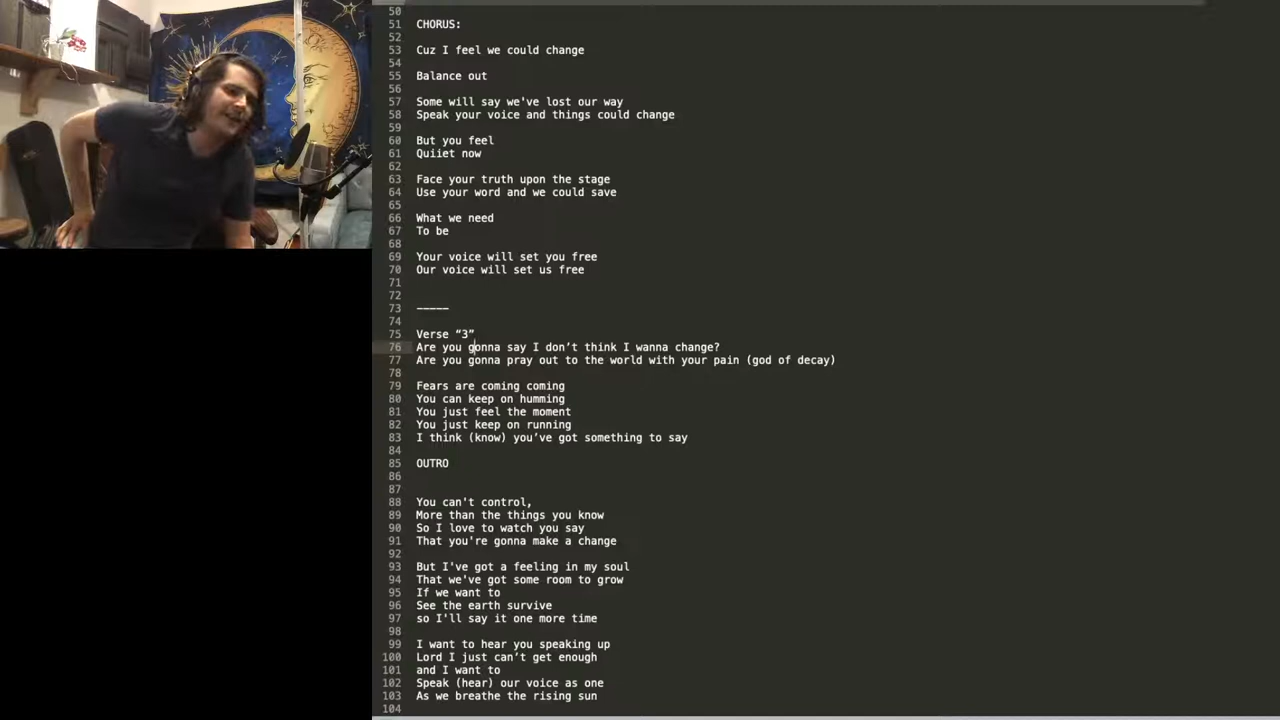 50
51 CHORUS:
52
53 Cuz I feel we could change
54
55 Balance out
56
57 Some will say we've lost our way
58 Speak your voice and things could change
59
60 But you feel
61 Quiiet now
62
63 Face your truth upon the stage
64 Use your word and we could save
65
66 What we need
67 To be
68
69 Your voice will set you free
70 Our voice will set us free
71
72
73 -----
74
75 Verse “3”
76 Are you gonna say I don’t think I wanna change?
77 Are you gonna pray out to the world with your pain (god of decay)
78
79 Fears are coming coming
80 You can keep on humming
81 You just feel the moment
82 You just keep on running
83 I think (know) you’ve got something to say
84
85 OUTRO
86
87
88 You can't control,
89 More than the things you know
90 So I love to watch you say
91 That you're gonna make a change
92
93 But I've got a feeling in my soul
94 That we've got some room to grow
95 If we want to
96 See the earth survive
97 so I'll say it one more time
98
99 I want to hear you speaking up
100 Lord I just can’t get enough
101 and I want to
102 Speak (hear) our voice as one
103 As we breathe the rising sun
104